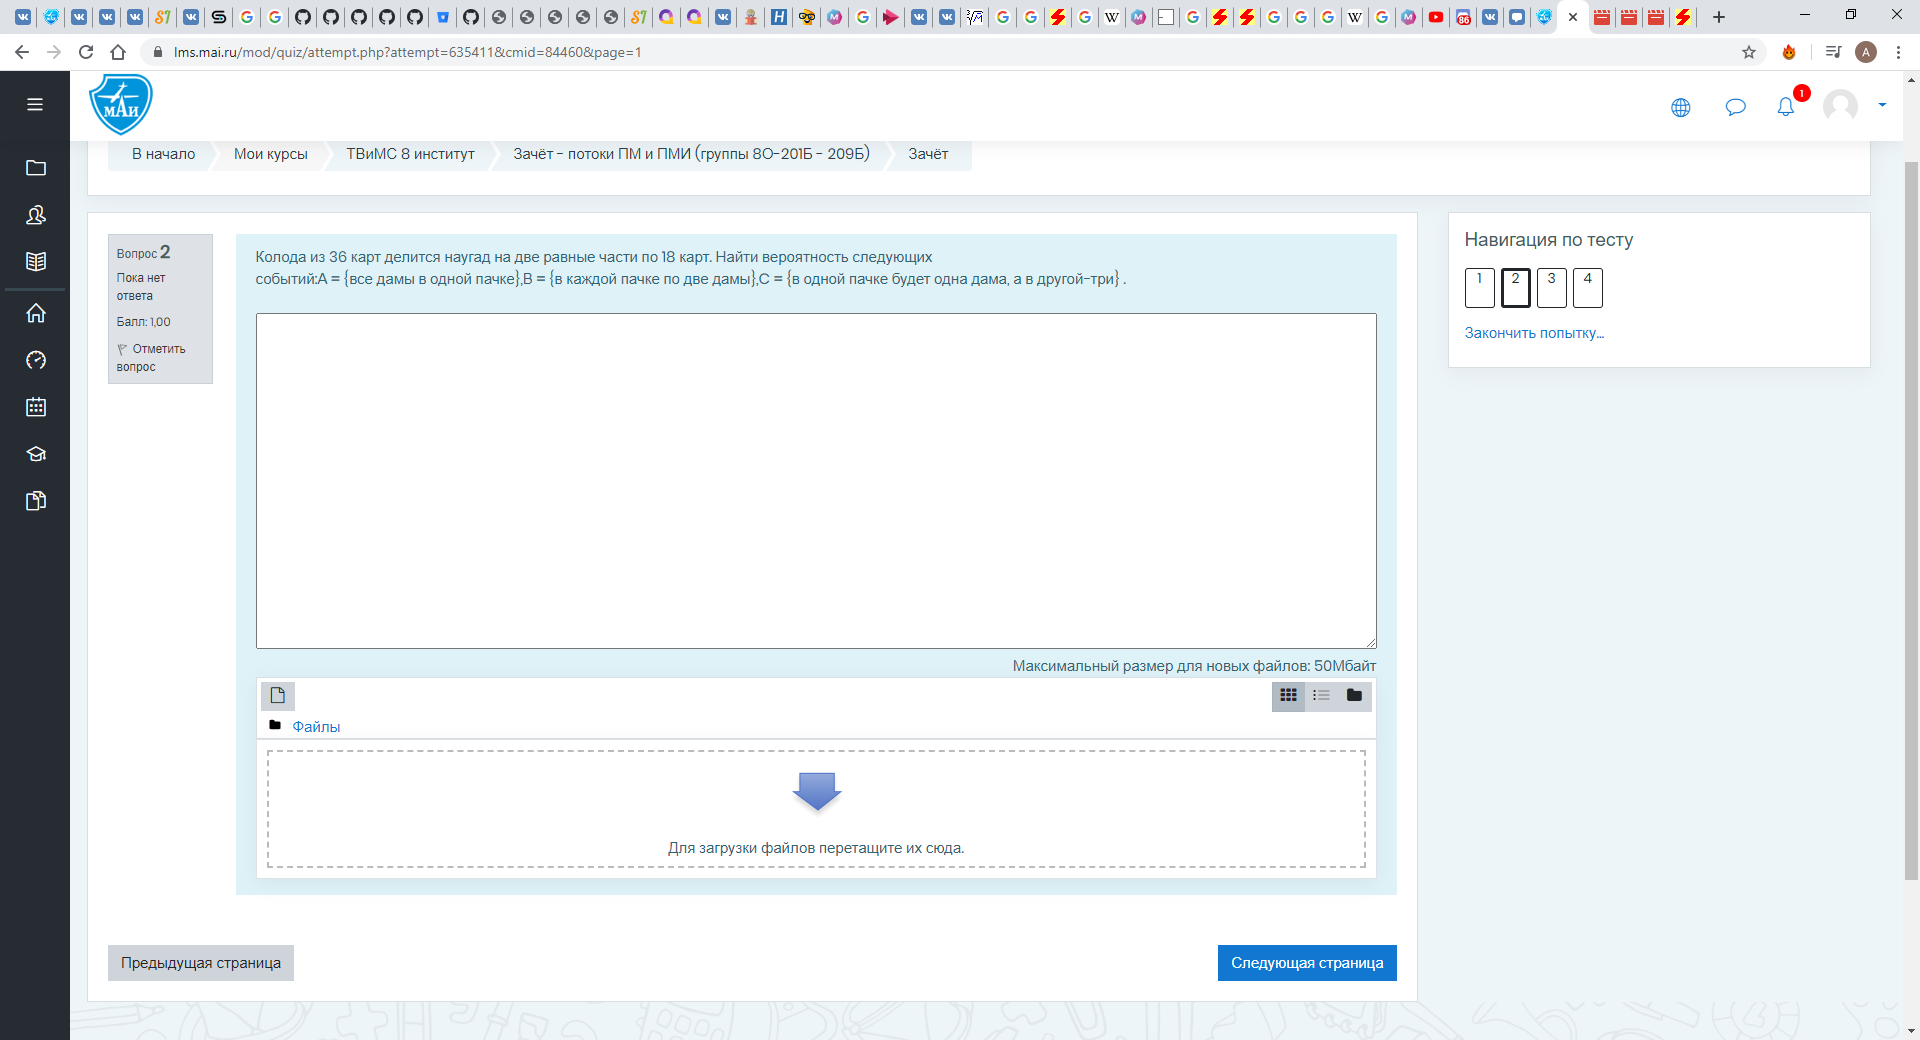 lms.mai.ru/mod/quiz/attempt.php?attempt=635411&cmid=84460&page=1
A
МАИ
1
В начало
Мои курсы
ТВиМС 8 институт
Зачёт - потоки ПМ и ПМИ (группы 8О-201Б - 209Б)
Зачёт
Вопрос 2
Пока нет
ответа
Балл: 1,00
Отметить
вопрос
Колода из 36 карт делится наугад на две равные части по 18 карт. Найти вероятность следующих
событий:A = {все дамы в одной пачке},B = {в каждой пачке по две дамы},C = {в одной пачке будет одна дама, а в другой-три} .
Максимальный размер для новых файлов: 50Мбайт
Файлы
Для загрузки файлов перетащите их сюда.
Предыдущая страница
Следующая страница
Навигация по тесту
1
2
3
4
Закончить попытку...